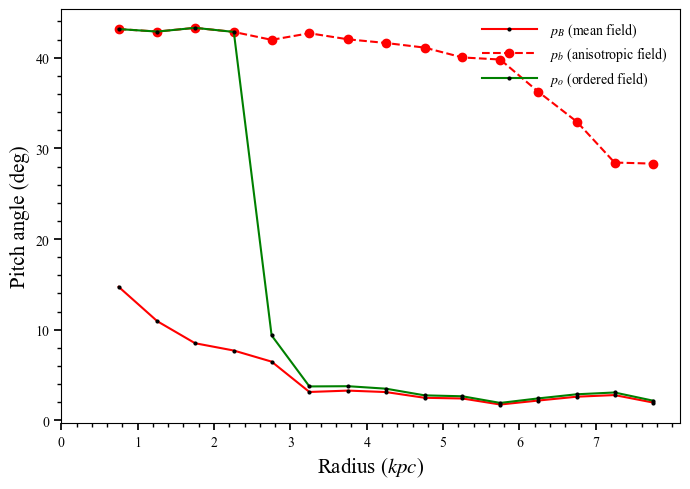 p_B (mean field)
p_b (anisotropic field)
p_o (ordered field)
Pitch angle (deg)
40
30
20
10
0
0 1 2 3 4 5 6 7
Radius (kpc)